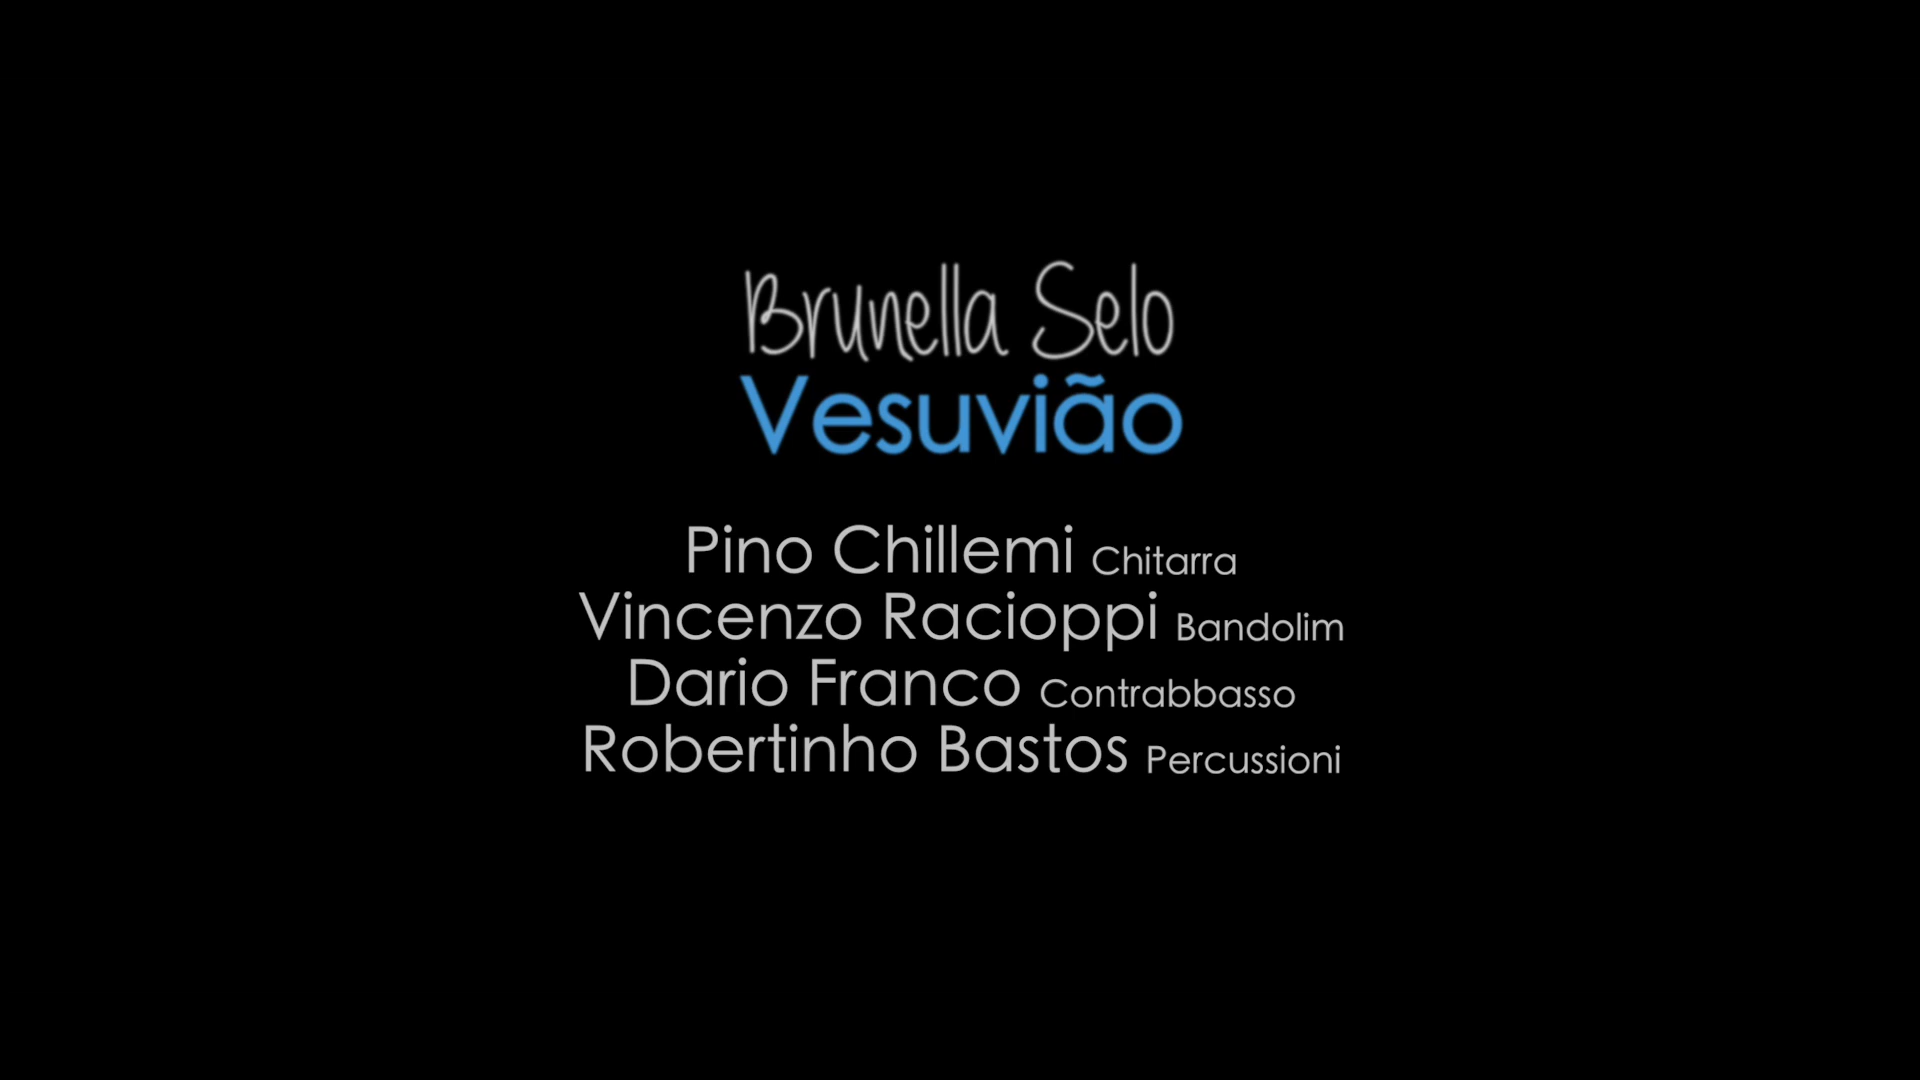 Brunella Selo
Vesuvião
Pino Chillemi Chitarra
Vincenzo Racioppi Bandolim
Dario Franco Contrabbasso
Robertinho Bastos Percussioni